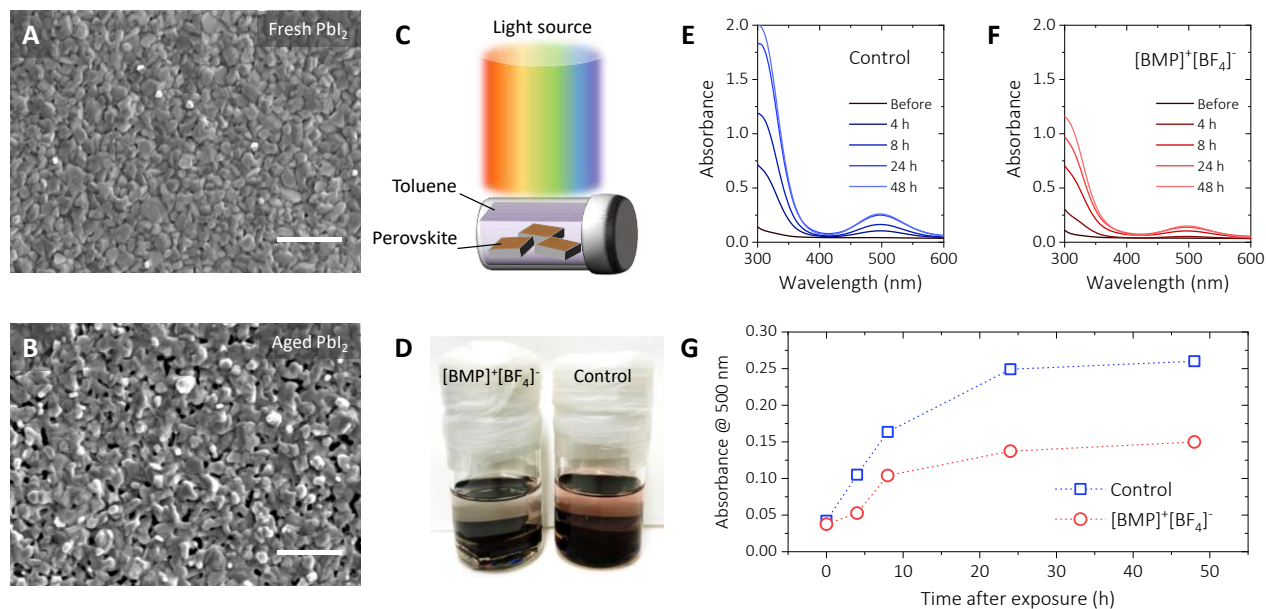 A
Fresh PbI₂
B
Aged PbI₂
C
Light source
Toluene
Perovskite
D
[BMP]⁺[BF₄]⁻
Control
E
Control
Before
4 h
8 h
24 h
48 h
Absorbance
2.0
1.5
1.0
0.5
0.0
300
400
500
600
Wavelength (nm)
F
[BMP]⁺[BF₄]⁻
Before
4 h
8 h
24 h
48 h
Absorbance
2.0
1.5
1.0
0.5
0.0
300
400
500
600
Wavelength (nm)
G
Absorbance @ 500 nm
0.30
0.25
0.20
0.15
0.10
0.05
0.00
Control
[BMP]⁺[BF₄]⁻
0
10
20
30
40
50
Time after exposure (h)